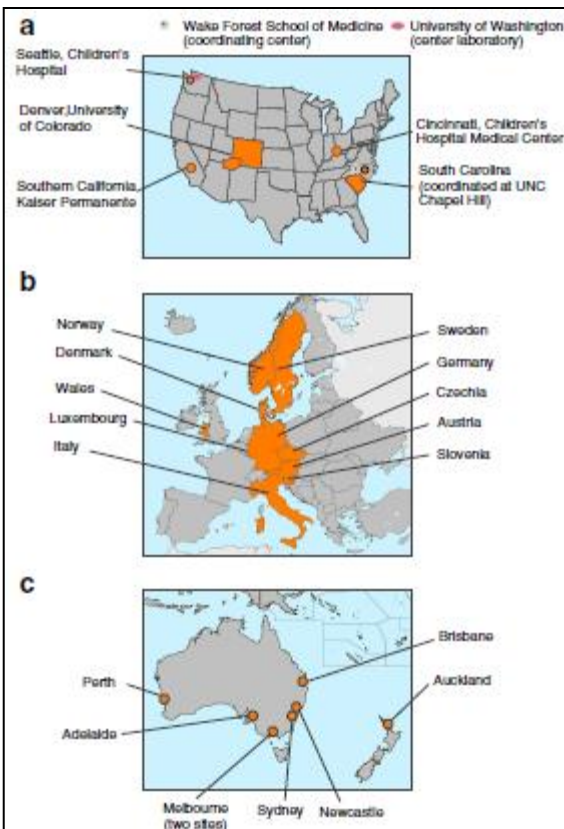 a
Wake Forest School of Medicine
(coordinating center)
University of Washington
(center laboratory)
Seattle, Children's
Hospital
Denver,University
of Colorado
Southern California,
Kaiser Permanente
Cincinnati, Children's
Hospital Medical Center
South Carolina
(coordinated at UNC
Chapel Hill)
b
Norway
Denmark
Wales
Luxembourg
Italy
Sweden
Germany
Czechia
Austria
Slovenia
c
Perth
Adelaide
Melbourne
(two sites)
Sydney
Newcastle
Brisbane
Auckland